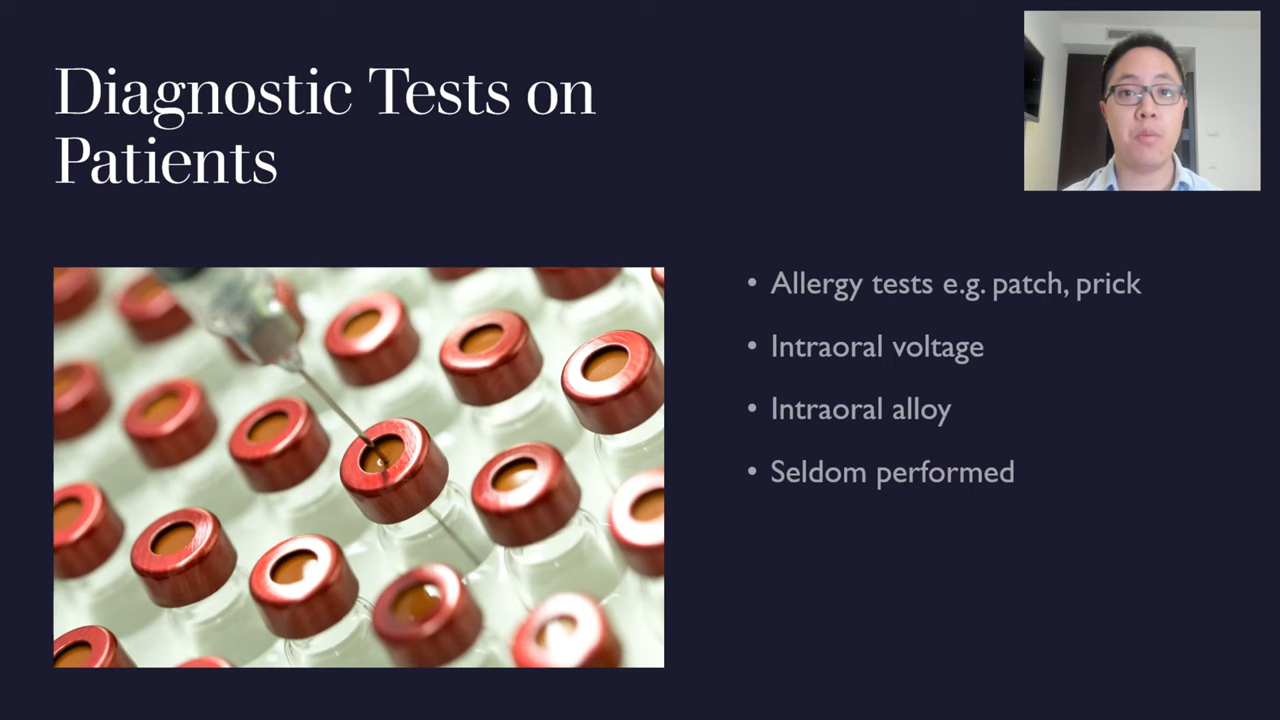 Diagnostic Tests on
Patients
• Allergy tests e.g. patch, prick
• Intraoral voltage
• Intraoral alloy
• Seldom performed